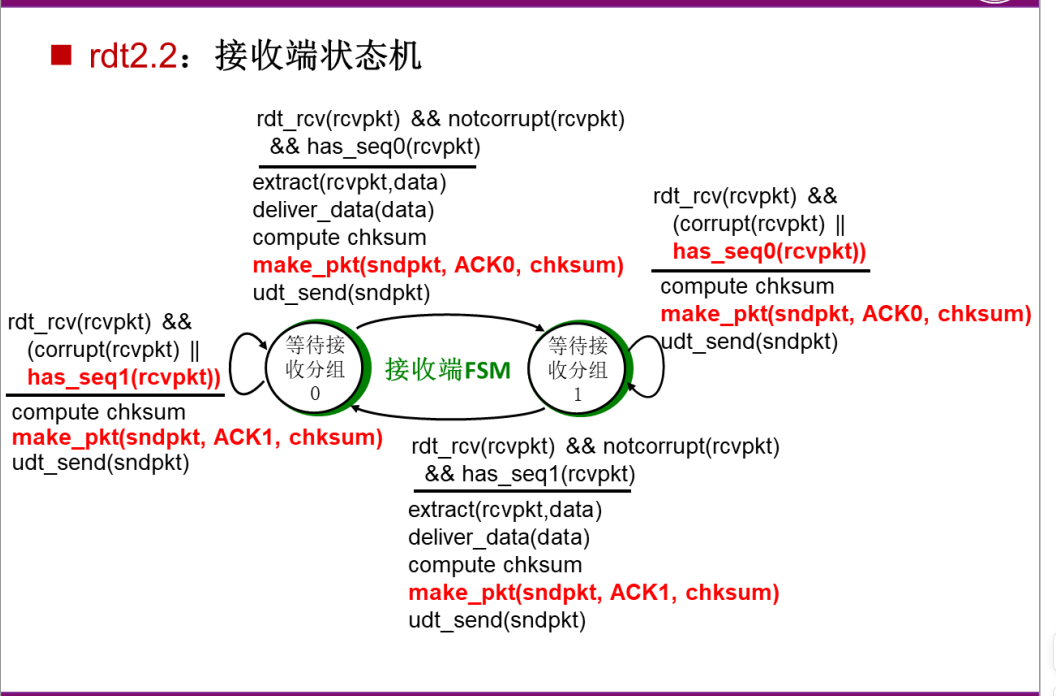 rdt2.2：接收端状态机
rdt_rcv(rcvpkt) && notcorrupt(rcvpkt)
&& has_seq0(rcvpkt)
extract(rcvpkt,data)
deliver_data(data)
compute chksum
make_pkt(sndpkt, ACK0, chksum)
udt_send(sndpkt)
rdt_rcv(rcvpkt) &&
(corrupt(rcvpkt) ||
has_seq0(rcvpkt))
compute chksum
make_pkt(sndpkt, ACK0, chksum)
udt_send(sndpkt)
rdt_rcv(rcvpkt) &&
(corrupt(rcvpkt) ||
has_seq1(rcvpkt))
compute chksum
make_pkt(sndpkt, ACK1, chksum)
udt_send(sndpkt)
等待接
收分组
0
接收端FSM
等待接
收分组
1
rdt_rcv(rcvpkt) && notcorrupt(rcvpkt)
&& has_seq1(rcvpkt)
extract(rcvpkt,data)
deliver_data(data)
compute chksum
make_pkt(sndpkt, ACK1, chksum)
udt_send(sndpkt)